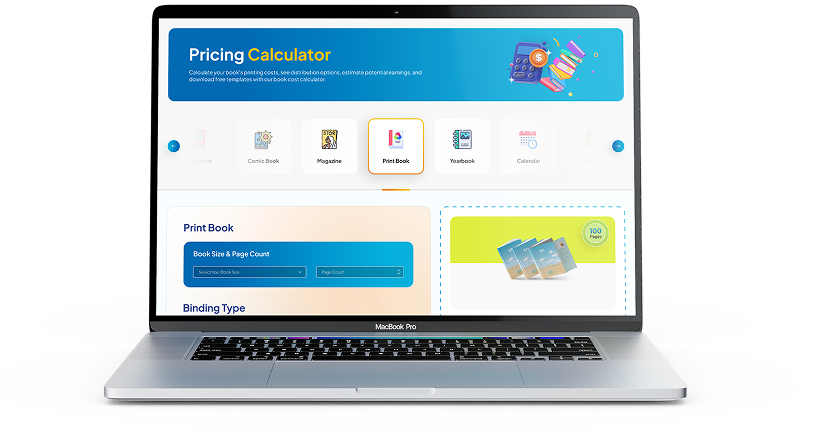 Pricing Calculator
Calculate your book's printing costs, see distribution options, estimate potential earnings, and
download free templates with our book cost calculator.
Comic Book
Magazine
Print Book
Yearbook
Calendar
Print Book
Book Size & Page Count
Select Your Book Size
Page Count
Binding Type
100
Pages
MacBook Pro